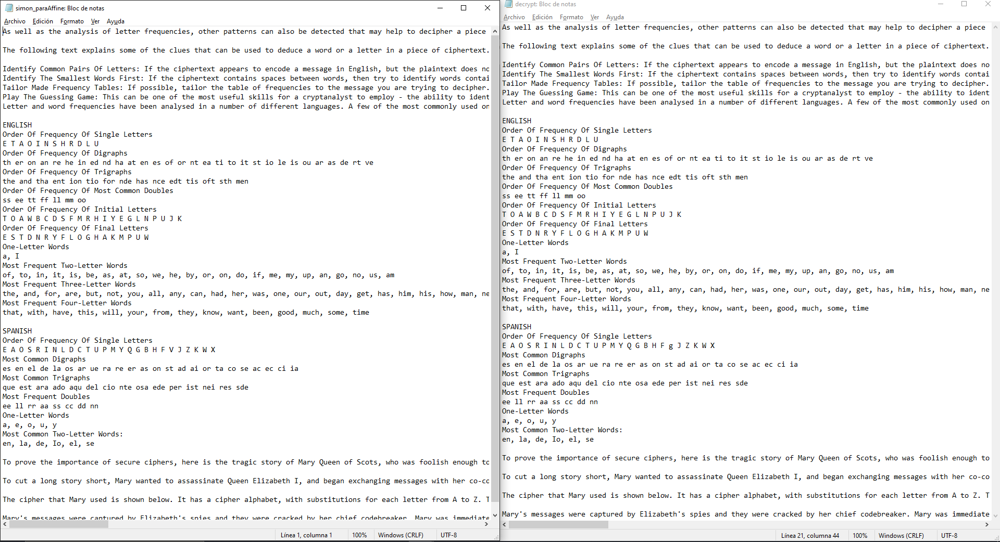 simon_paraAffine: Bloc de notas
Archivo Edición Formato Ver Ayuda
As well as the analysis of letter frequencies, other patterns can also be detected that may help to decipher a piece
The following text explains some of the clues that can be used to deduce a word or a letter in a piece of ciphertext.
Identify Common Pairs Of Letters: If the ciphertext appears to encode a message in English, but the plaintext does no
Identify The Smallest Words First: If the ciphertext contains spaces between words, then try to identify words contai
Tailor Made Frequency Tables: If possible, tailor the table of frequencies to the message you are trying to decipher.
Play The Guessing Game: This can be one of the most useful skills for a cryptanalyst to employ - the ability to ident
Letter and word frequencies have been analysed in a number of different languages. A few of the most commonly used on
ENGLISH
Order Of Frequency Of Single Letters
E T A O I N S H R D L U
Order Of Frequency Of Digraphs
th er on an re he in ed nd ha at en es of or nt ea ti to it st io le is ou ar as de rt ve
Order Of Frequency Of Trigraphs
the and tha ent ion tio for nde has nce edt tis oft sth men
Order Of Frequency Of Most Common Doubles
ss ee tt ff ll mm oo
Order Of Frequency Of Initial Letters
T O A W B C D S F M R H I Y E G L N P U J K
Order Of Frequency Of Final Letters
E S T D N R Y F L O G H A K M P U W
One-Letter Words
a, I
Most Frequent Two-Letter Words
of, to, in, it, is, be, as, at, so, we, he, by, or, on, do, if, me, my, up, an, go, no, us, am
Most Frequent Three-Letter Words
the, and, for, are, but, not, you, all, any, can, had, her, was, one, our, out, day, get, has, him, his, how, man, ne
Most Frequent Four-Letter Words
that, with, have, this, will, your, from, they, know, want, been, good, much, some, time
SPANISH
Order Of Frequency Of Single Letters
E A O S R I N L D C T U P M Y Q G B H F V J Z K W X
Most Common Digraphs
es en el de la os ar ue ra re er as on st ad ai or ta co se ac ec ci ia
Most Common Trigraphs
que est ara ado aqu del cio nte osa ede per ist nei res sde
Most Frequent Doubles
ee ll rr aa ss cc dd nn
One-Letter Words
a, e, o, u, y
Most Common Two-Letter Words:
en, la, de, Io, el, se
To prove the importance of secure ciphers, here is the tragic story of Mary Queen of Scots, who was foolish enough to
To cut a long story short, Mary wanted to assassinate Queen Elizabeth I, and began exchanging messages with her co-co
The cipher that Mary used is shown below. It has a cipher alphabet, with substitutions for each letter from A to Z. T
Mary's messages were captured by Elizabeth's spies and they were cracked by her chief codebreaker. Mary was immediate
Línea 1, columna 1 100% Windows (CRLF) UTF-8
decrypt: Bloc de notas
Archivo Edición Formato Ver Ayuda
As well as the analysis of letter frequencies, other patterns can also be detected that may help to decipher a piece
The following text explains some of the clues that can be used to deduce a word or a letter in a piece of ciphertext.
Identify Common Pairs Of Letters: If the ciphertext appears to encode a message in English, but the plaintext does no
Identify The Smallest Words First: If the ciphertext contains spaces between words, then try to identify words contai
Tailor Made Frequency Tables: If possible, tailor the table of frequencies to the message you are trying to decipher.
Play The Guessing Game: This can be one of the most useful skills for a cryptanalyst to employ - the ability to ident
Letter and word frequencies have been analysed in a number of different languages. A few of the most commonly used on
ENGLISH
Order Of Frequency Of Single Letters
E T A O I N S H R D L U
Order Of Frequency Of Digraphs
th er on an re he in ed nd ha at en es of or nt ea ti to it st io le is ou ar as de rt ve
Order Of Frequency Of Trigraphs
the and tha ent ion tio for nde has nce edt tis oft sth men
Order Of Frequency Of Most Common Doubles
ss ee tt ff ll mm oo
Order Of Frequency Of Initial Letters
T O A W B C D S F M R H I Y E G L N P U J K
Order Of Frequency Of Final Letters
E S T D N R Y F L O G H A K M P U W
One-Letter Words
a, I
Most Frequent Two-Letter Words
of, to, in, it, is, be, as, at, so, we, he, by, or, on, do, if, me, my, up, an, go, no, us, am
Most Frequent Three-Letter Words
the, and, for, are, but, not, you, all, any, can, had, her, was, one, our, out, day, get, has, him, his, how, man, ne
Most Frequent Four-Letter Words
that, with, have, this, will, your, from, they, know, want, been, good, much, some, time
SPANISH
Order Of Frequency Of Single Letters
E A O S R I N L D C T U P M Y Q G B H F g J Z K W X
Most Common Digraphs
es en el de la os ar ue ra re er as on st ad ai or ta co se ac ec ci ia
Most Common Trigraphs
que est ara ado aqu del cio nte osa ede per ist nei res sde
Most Frequent Doubles
ee ll rr aa ss cc dd nn
One-Letter Words
a, e, o, u, y
Most Common Two-Letter Words:
en, la, de, Io, el, se
To prove the importance of secure ciphers, here is the tragic story of Mary Queen of Scots, who was foolish enough to
To cut a long story short, Mary wanted to assassinate Queen Elizabeth I, and began exchanging messages with her co-co
The cipher that Mary used is shown below. It has a cipher alphabet, with substitutions for each letter from A to Z. T
Mary's messages were captured by Elizabeth's spies and they were cracked by her chief codebreaker. Mary was immediate
Línea 21, columna 44 100% Windows (CRLF) UTF-8